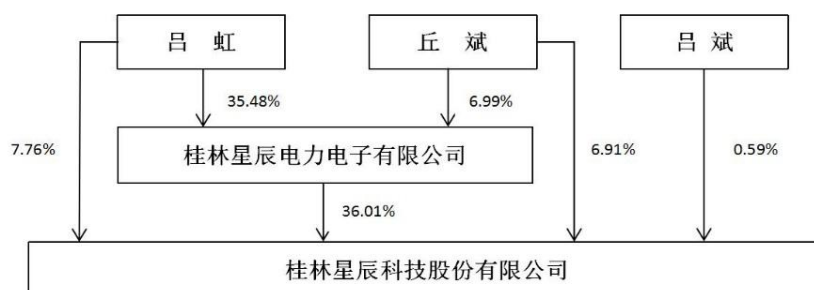 吕 虹
丘 斌
吕 斌
35.48%
6.99%
7.76%
桂林星辰电力电子有限公司
6.91%
0.59%
36.01%
桂林星辰科技股份有限公司